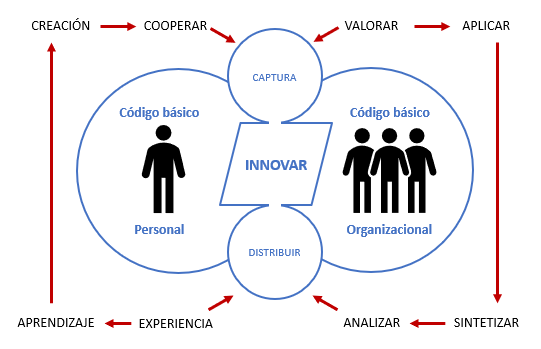 CREACIÓN
COOPERAR
VALORAR
APLICAR
CAPTURA
Código básico
Código básico
INNOVAR
Personal
Organizacional
DISTRIBUIR
APRENDIZAJE
EXPERIENCIA
ANALIZAR
SINTETIZAR